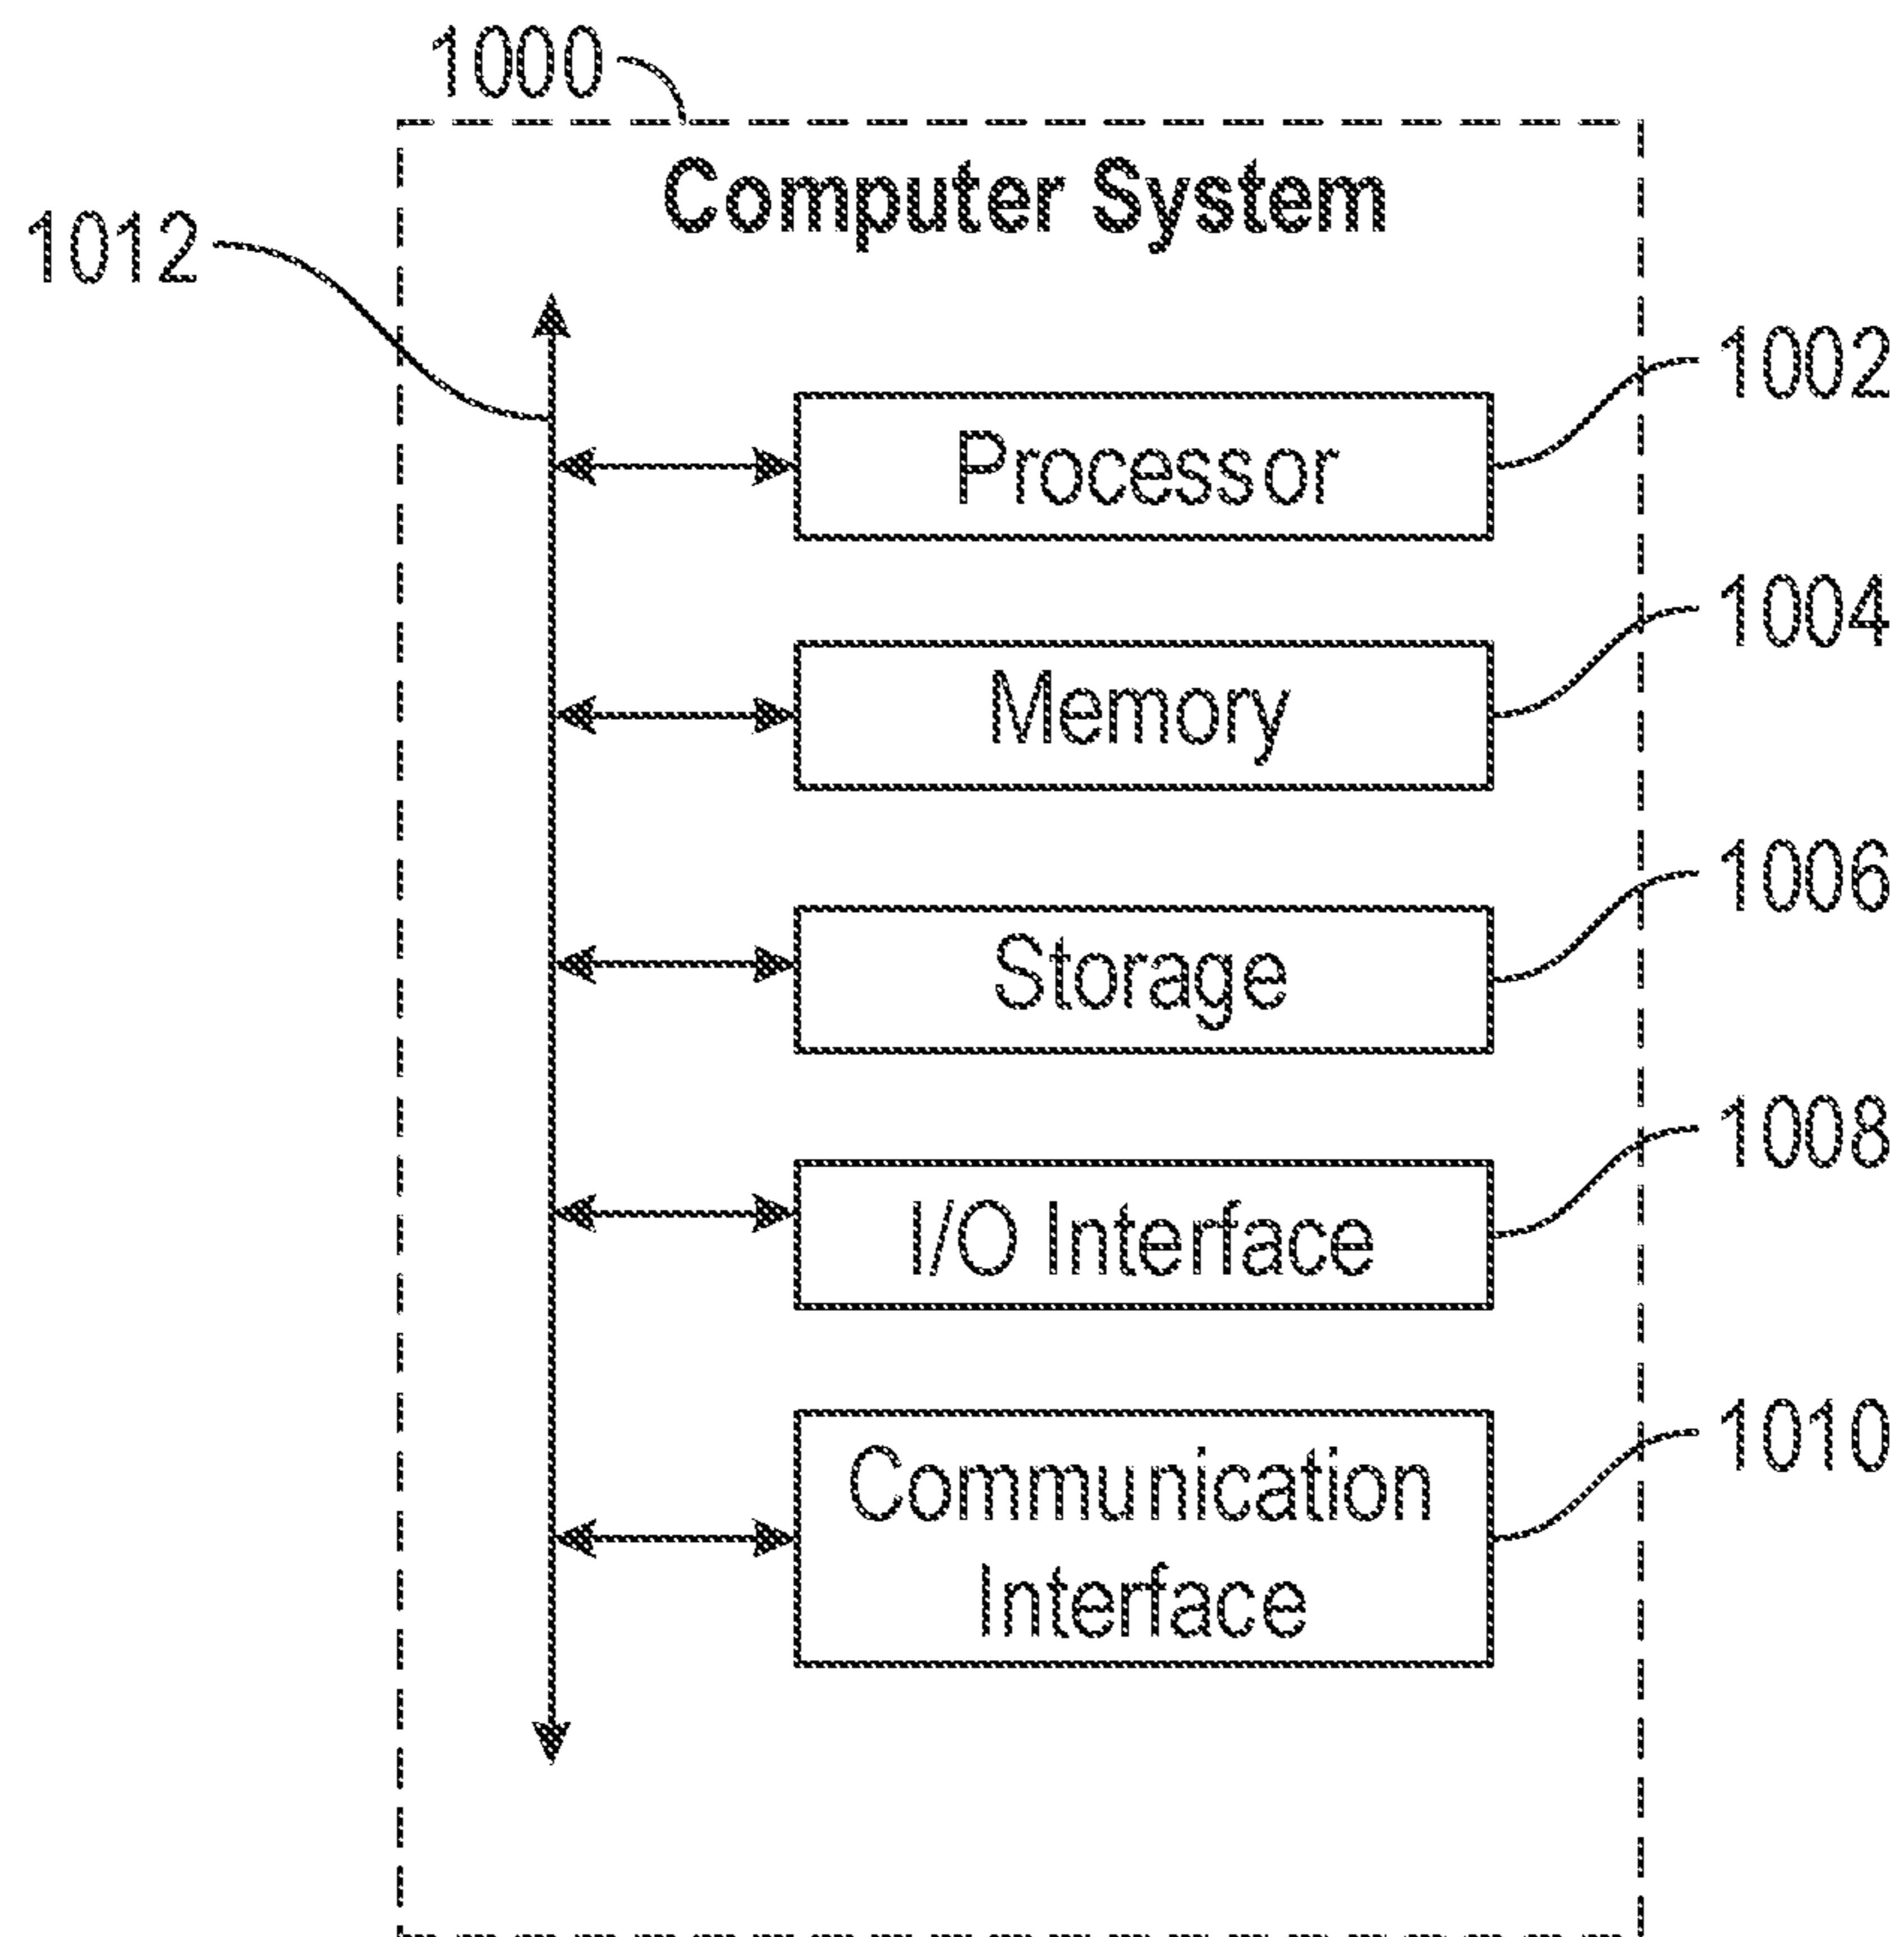 1000
Computer System
1012
1002
Processor
1004
Memory
1006
Storage
1008
I/O Interface
1010
Communication
Interface